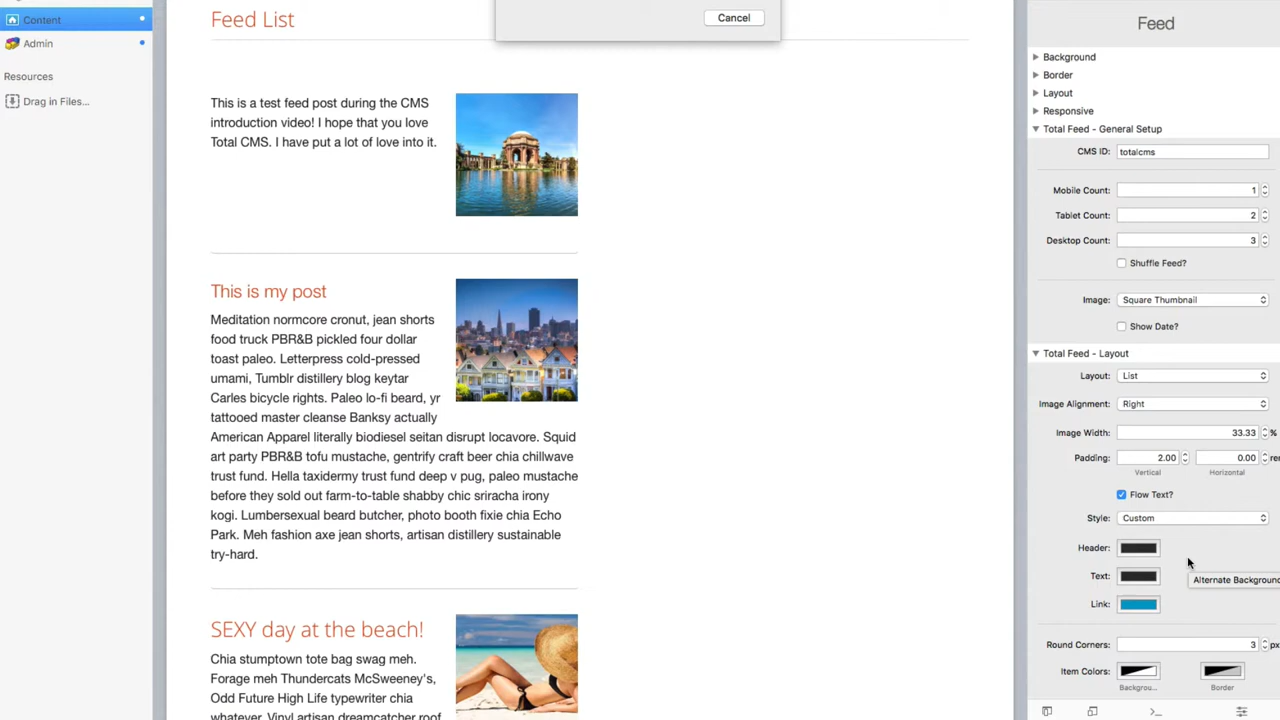 Content
Admin
Resources
Drag in Files...
Feed List
Cancel
This is a test feed post during the CMS
introduction video! I hope that you love
Total CMS. I have put a lot of love into it.
This is my post
Meditation normcore cronut, jean shorts
food truck PBR&B pickled four dollar
toast paleo. Letterpress cold-pressed
umami, Tumblr distillery blog keytar
Carles bicycle rights. Paleo lo-fi beard, yr
tattooed master cleanse Banksy actually
American Apparel literally biodiesel seitan disrupt locavore. Squid
art party PBR&B tofu mustache, gentrify craft beer chia chillwave
trust fund. Hella taxidermy trust fund deep v pug, paleo mustache
before they sold out farm-to-table shabby chic sriracha irony
kogi. Lumbersexual beard butcher, photo booth fixie chia Echo
Park. Meh fashion axe jean shorts, artisan distillery sustainable
try-hard.
SEXY day at the beach!
Chia stumptown tote bag swag meh.
Forage meh Thundercats McSweeney's,
Odd Future High Life typewriter chia
whatever. Vinyl artisan dreamcatcher roof
Feed
Background
Border
Layout
Responsive
Total Feed - General Setup
CMS ID: totalcms
Mobile Count: 1
Tablet Count: 2
Desktop Count: 3
Shuffle Feed?
Image: Square Thumbnail
Show Date?
Total Feed - Layout
Layout: List
Image Alignment: Right
Image Width: 33.33 %
Padding: 2.00 0.00 rem
Vertical Horizontal
Flow Text?
Style: Custom
Header:
Alternate Background
Text:
Link:
Round Corners: 3 px
Item Colors:
Backgrou... Border